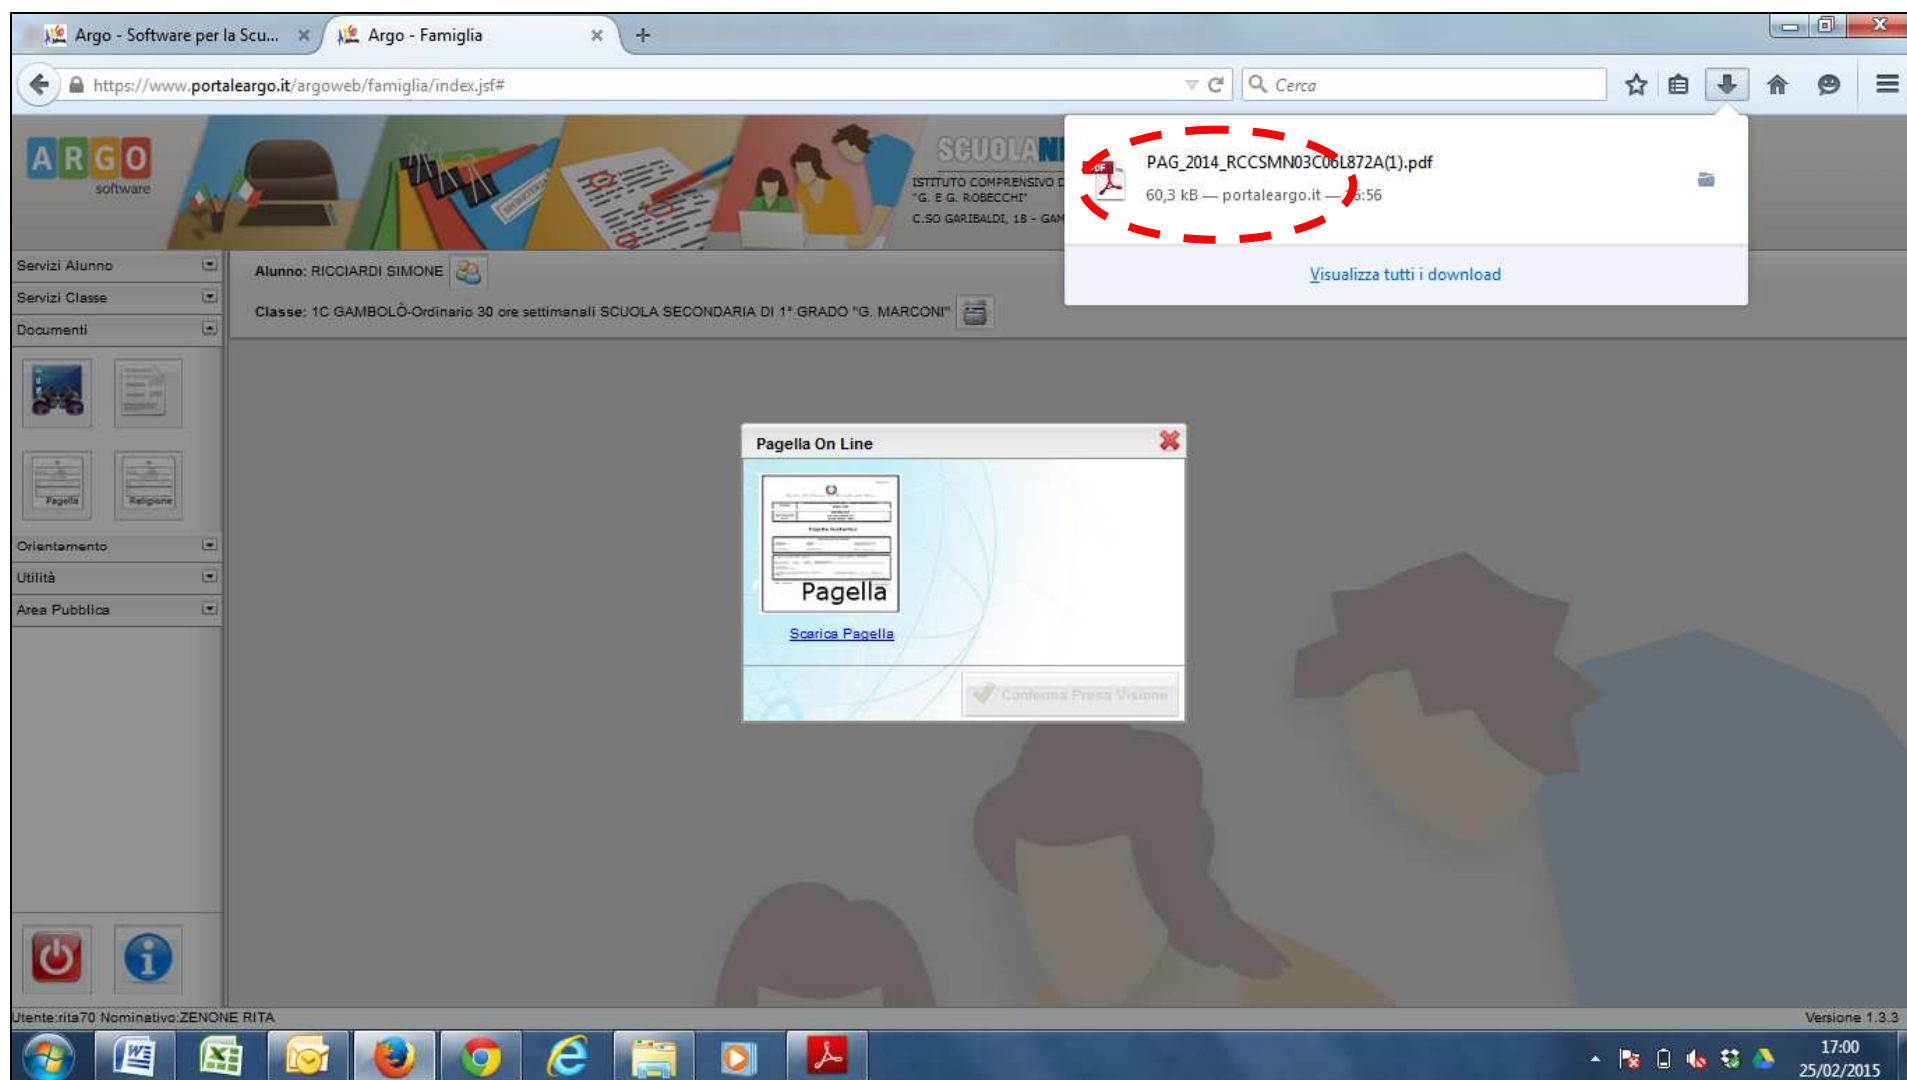 Argo - Software per la Scu...
Argo - Famiglia
https://www.portaleargo.it/argoweb/famiglia/index.jsf#
Cerca
PAG_2014_RCCSMN03C06L872A(1).pdf
60,3 kB — portaleargo.it —
Visualizza tutti i download
ARGO
software
ISTITUTO COMPRENSIVO D
"G. E G. ROBECCHI"
C.SO GARIBALDI, 18 - GAM
Servizi Alunno
Servizi Classe
Documenti
Alunno: RICCIARDI SIMONE
Classe: 1C GAMBOLÒ-Ordinario 30 ore settimanali SCUOLA SECONDARIA DI 1° GRADO "G. MARCONI"
Pagella
Religione
Orientamento
Utilità
Area Pubblica
Pagella On Line
Pagella Scolastica
Pagella
Scarica Pagella
Conferma Presa Visione
Utente:rita70 Nominativo:ZENONE RITA
Versione 1.3.3
17:00
25/02/2015